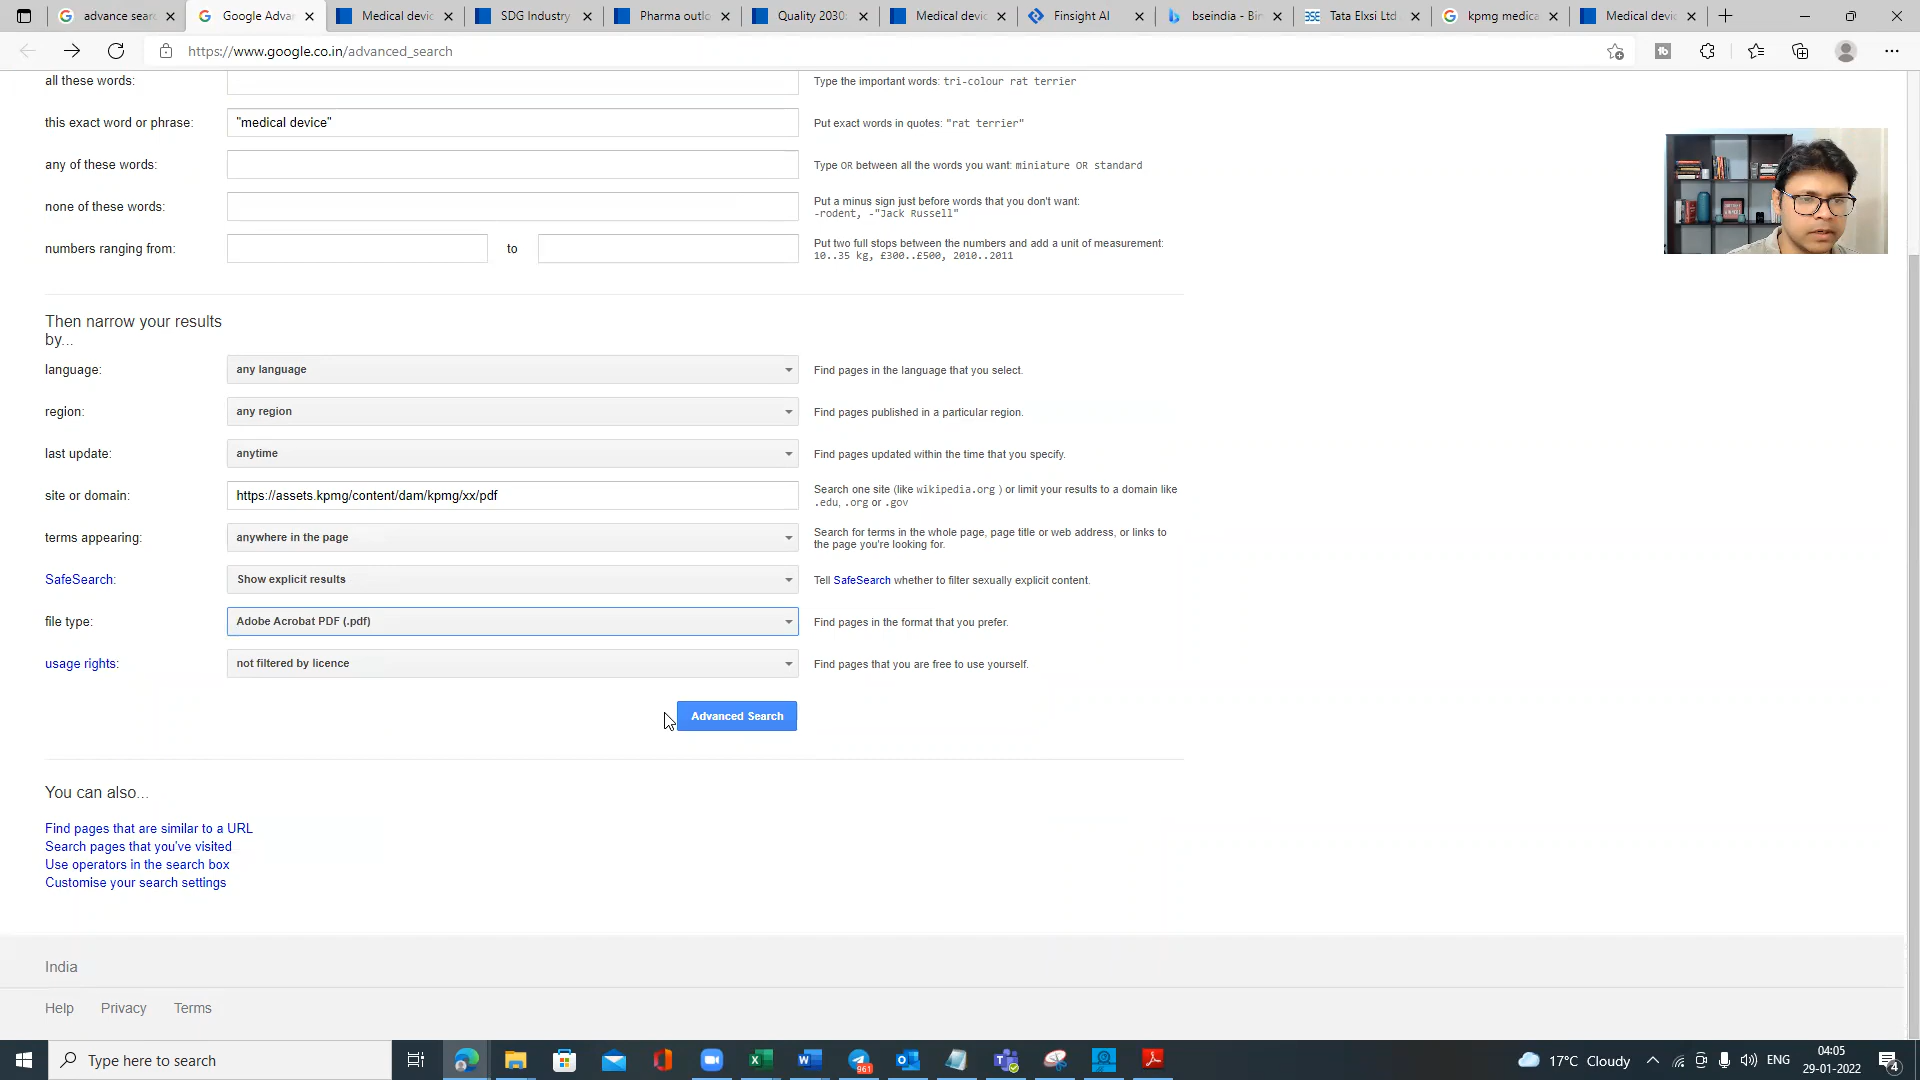 advance sear
Google Adva
Medical devic
SDG Industry
Pharma outlo
Quality 2030:
Medical devic
Finsight AI
bseindia - Bin
Tata Elxsi Ltd
kpmg medica
Medical devic
https://www.google.co.in/advanced_search
all these words:
Type the important words: tri-colour rat terrier
this exact word or phrase:
"medical device"
Put exact words in quotes: "rat terrier"
any of these words:
Type OR between all the words you want: miniature OR standard
none of these words:
Put a minus sign just before words that you don't want:
-rodent, -"Jack Russell"
numbers ranging from:
to
Put two full stops between the numbers and add a unit of measurement:
10..35 kg, £300..£500, 2010..2011
Then narrow your results
by...
language:
any language
Find pages in the language that you select.
region:
any region
Find pages published in a particular region.
last update:
anytime
Find pages updated within the time that you specify.
site or domain:
https://assets.kpmg/content/dam/kpmg/xx/pdf
Search one site (like wikipedia.org ) or limit your results to a domain like
.edu, .org or .gov
terms appearing:
anywhere in the page
Search for terms in the whole page, page title or web address, or links to
the page you're looking for.
SafeSearch:
Show explicit results
Tell SafeSearch whether to filter sexually explicit content.
file type:
Adobe Acrobat PDF (.pdf)
Find pages in the format that you prefer.
usage rights:
not filtered by licence
Find pages that you are free to use yourself.
Advanced Search
You can also...
Find pages that are similar to a URL
Search pages that you've visited
Use operators in the search box
Customise your search settings
India
Help Privacy Terms
Type here to search
961
17°C Cloudy
ENG
04:05
29-01-2022
4